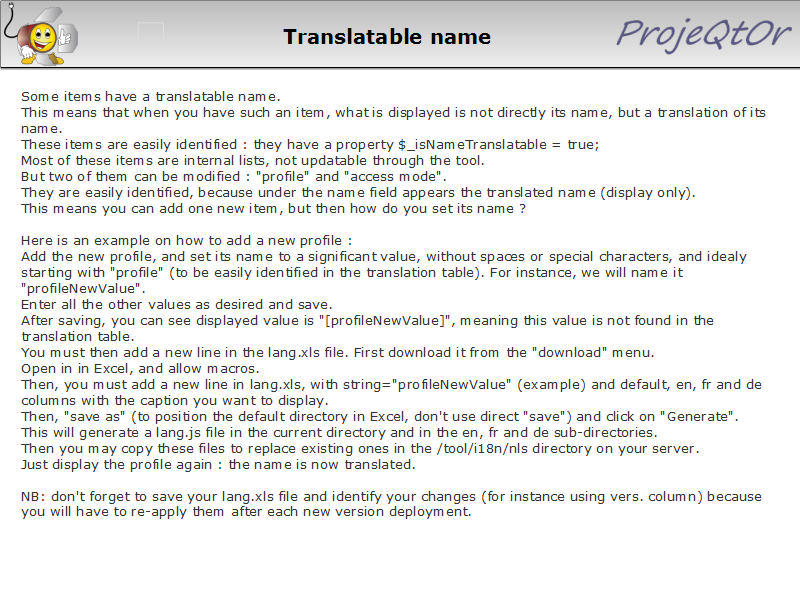 Translatable name
ProjeQtOr
Some items have a translatable name.
This means that when you have such an item, what is displayed is not directly its name, but a translation of its
name.
These items are easily identified : they have a property $_isNameTranslatable = true;
Most of these items are internal lists, not updatable through the tool.
But two of them can be modified : "profile" and "access mode".
They are easily identified, because under the name field appears the translated name (display only).
This means you can add one new item, but then how do you set its name ?
Here is an example on how to add a new profile :
Add the new profile, and set its name to a significant value, without spaces or special characters, and idealy
starting with "profile" (to be easily identified in the translation table). For instance, we will name it
"profileNewValue".
Enter all the other values as desired and save.
After saving, you can see displayed value is "[profileNewValue]", meaning this value is not found in the
translation table.
You must then add a new line in the lang.xls file. First download it from the "download" menu.
Open in in Excel, and allow macros.
Then, you must add a new line in lang.xls, with string="profileNewValue" (example) and default, en, fr and de
columns with the caption you want to display.
Then, "save as" (to position the default directory in Excel, don't use direct "save") and click on "Generate".
This will generate a lang.js file in the current directory and in the en, fr and de sub-directories.
Then you may copy these files to replace existing ones in the /tool/i18n/nls directory on your server.
Just display the profile again : the name is now translated.
NB: don't forget to save your lang.xls file and identify your changes (for instance using vers. column) because
you will have to re-apply them after each new version deployment.